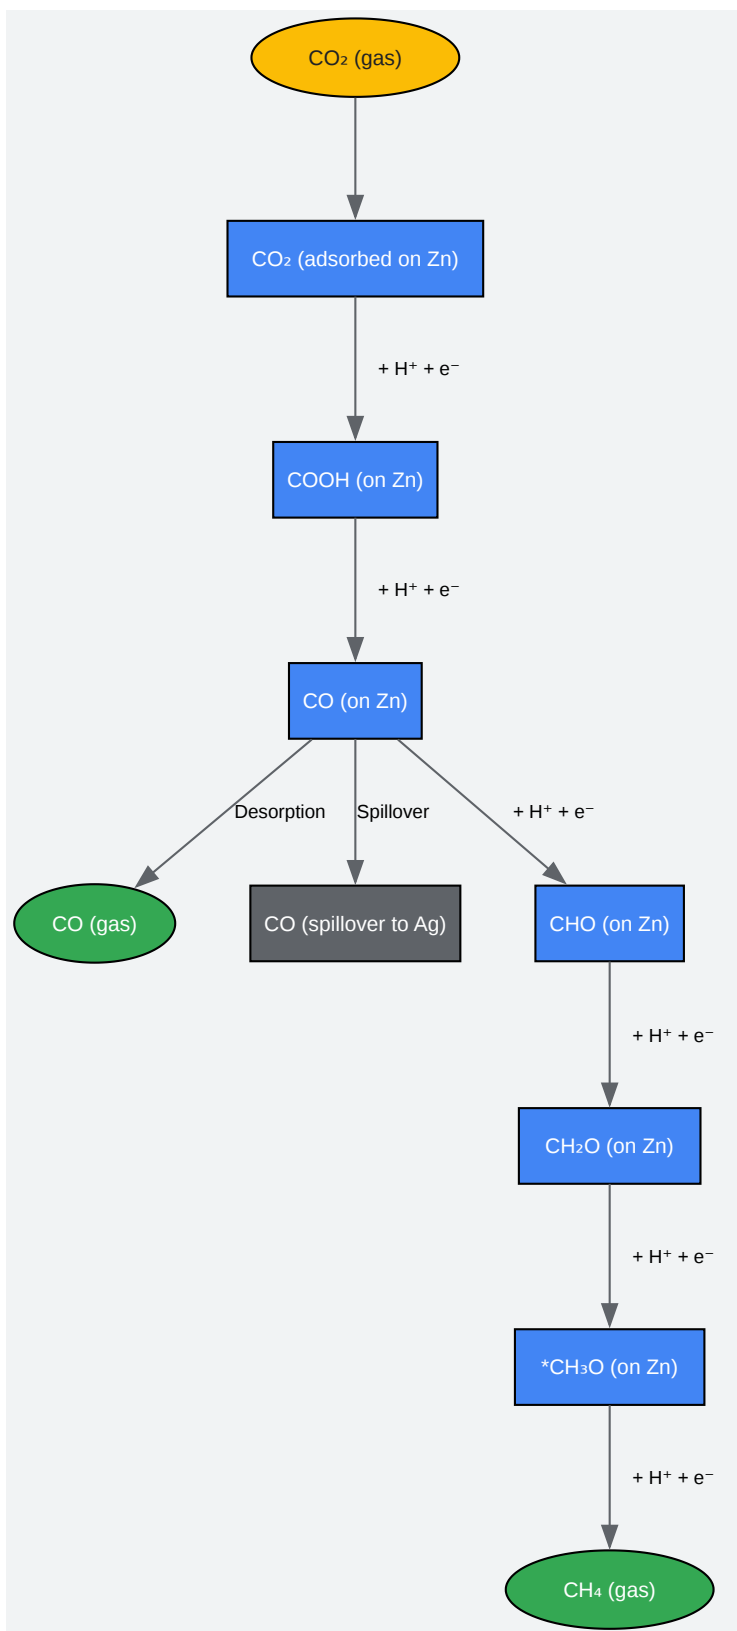 CO₂ (gas)
CO₂ (adsorbed on Zn)
+ H⁺ + e⁻
COOH (on Zn)
+ H⁺ + e⁻
CO (on Zn)
Desorption
Spillover
+ H⁺ + e⁻
CO (gas)
CO (spillover to Ag)
CHO (on Zn)
+ H⁺ + e⁻
CH₂O (on Zn)
+ H⁺ + e⁻
*CH₃O (on Zn)
+ H⁺ + e⁻
CH₄ (gas)